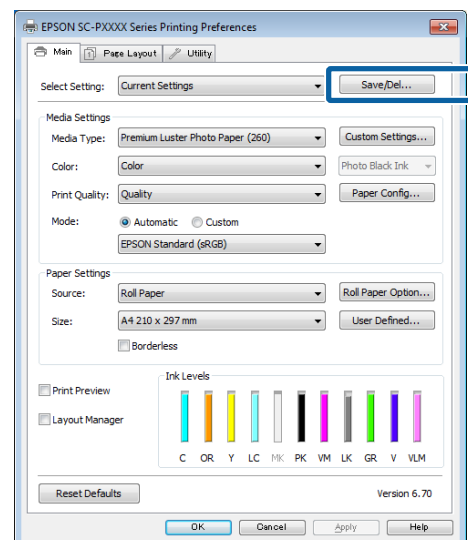 EPSON SC-PXXXX Series Printing Preferences
Main Page Layout Utility
Select Setting: Current Settings Save/Del...
Media Settings
Media Type: Premium Luster Photo Paper (260) Custom Settings...
Color: Color Photo Black Ink
Print Quality: Quality Paper Config...
Mode: Automatic Custom
EPSON Standard (sRGB)
Paper Settings
Source: Roll Paper Roll Paper Option...
Size: A4 210 x 297 mm User Defined...
Borderless
Ink Levels
Print Preview
Layout Manager
C OR Y LC MK PK VM LK GR V VLM
Reset Defaults Version 6.70
OK Cancel Apply Help